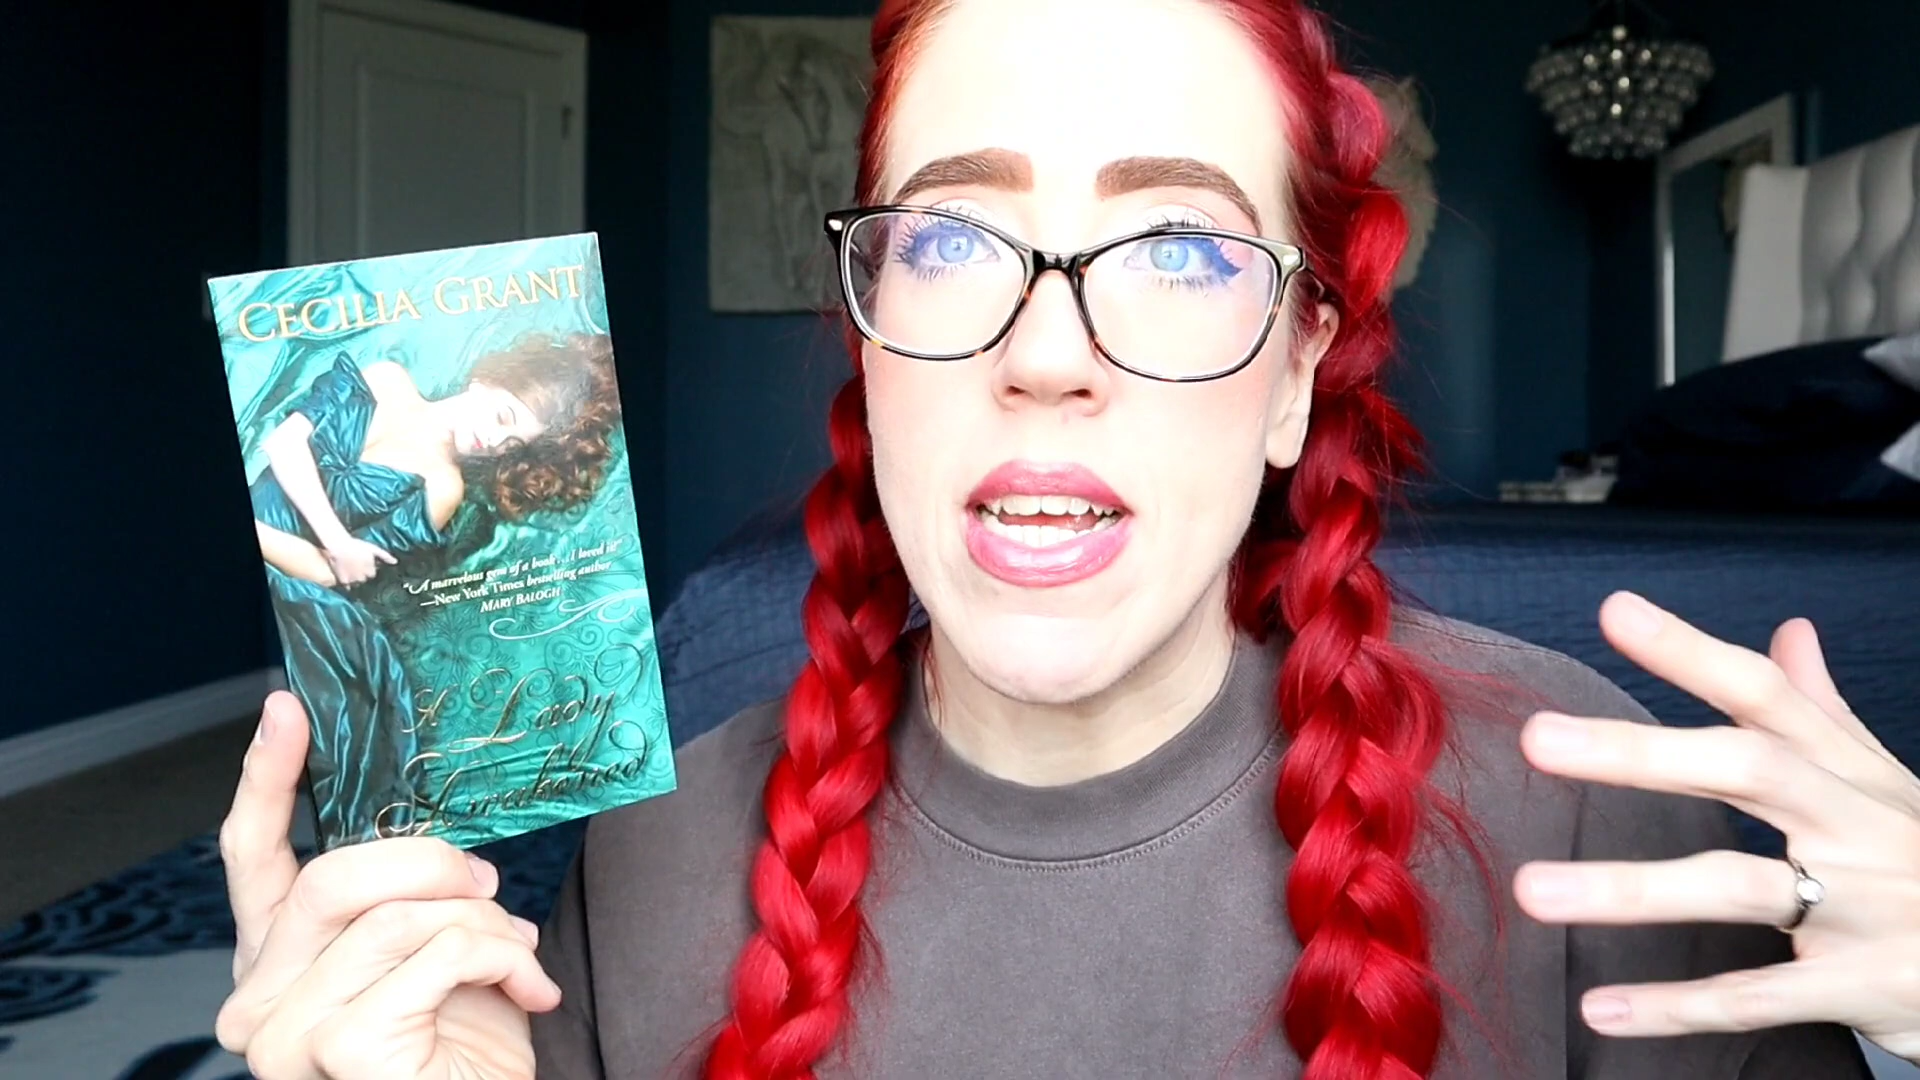 CECILIA GRANT
"A marvelous gem of a book...I loved it!"
—New York Times bestselling author
MARY BALOGH
A Lady
Awakened